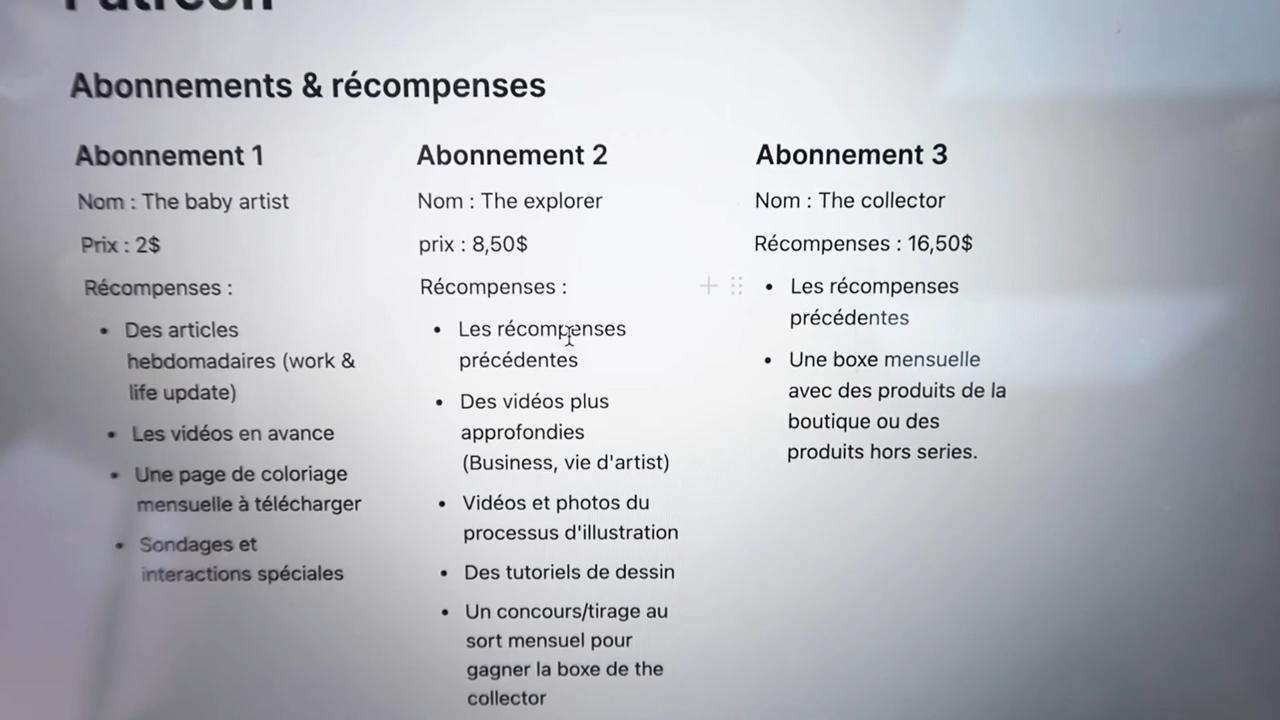 Patreon
Abonnements & récompenses
Abonnement 1
Nom : The baby artist
Prix : 2$
Récompenses :
• Des articles
hebdomadaires (work &
life update)
• Les vidéos en avance
• Une page de coloriage
mensuelle à télécharger
• Sondages et
interactions spéciales
Abonnement 2
Nom : The explorer
prix : 8,50$
Récompenses :
• Les récompenses
précédentes
• Des vidéos plus
approfondies
(Business, vie d'artist)
• Vidéos et photos du
processus d'illustration
• Des tutoriels de dessin
• Un concours/tirage au
sort mensuel pour
gagner la boxe de the
collector
Abonnement 3
Nom : The collector
Récompenses : 16,50$
• Les récompenses
précédentes
• Une boxe mensuelle
avec des produits de la
boutique ou des
produits hors series.